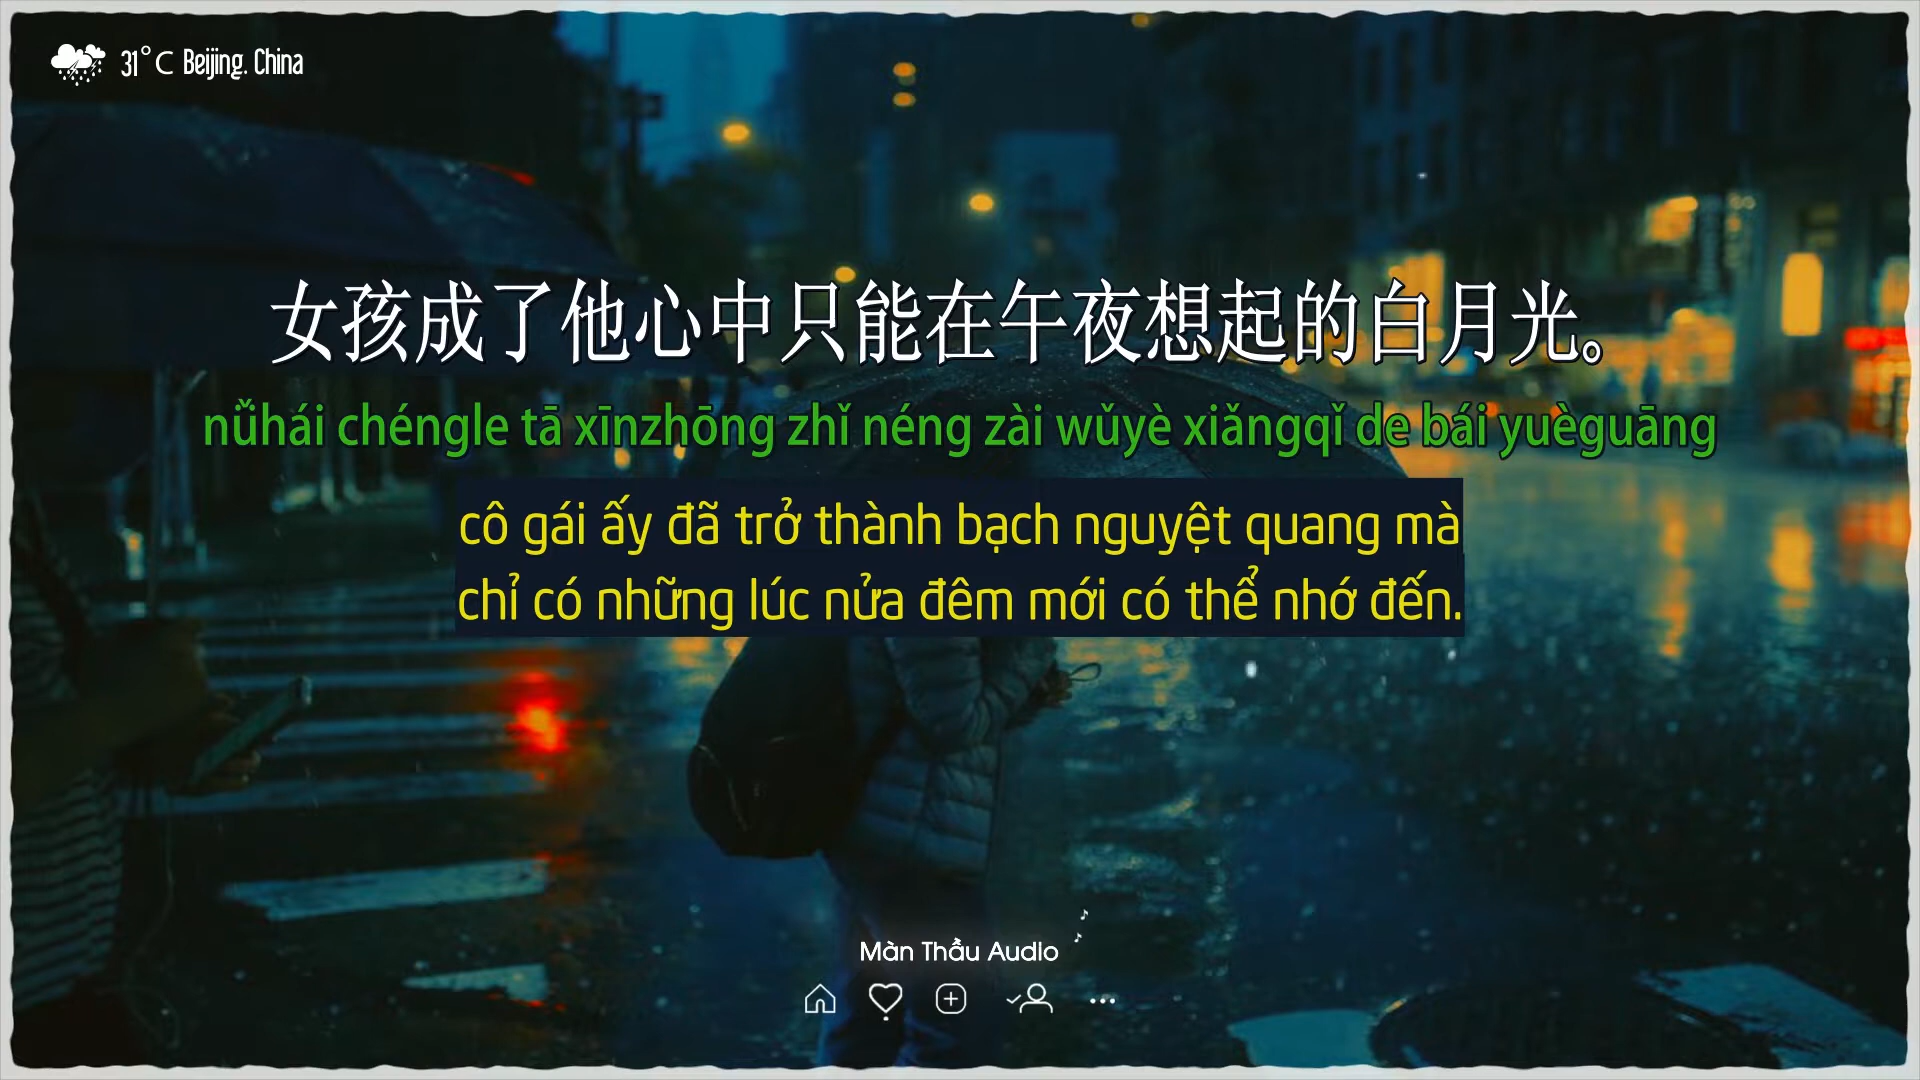 31°C Beijing. China
女孩成了他心中只能在午夜想起的白月光。
nǚhái chéngle tā xīnzhōng zhǐ néng zài wǔyè xiǎngqǐ de bái yuèguāng
cô gái ấy đã trở thành bạch nguyệt quang mà
chỉ có những lúc nửa đêm mới có thể nhớ đến.
Màn Thầu Audio